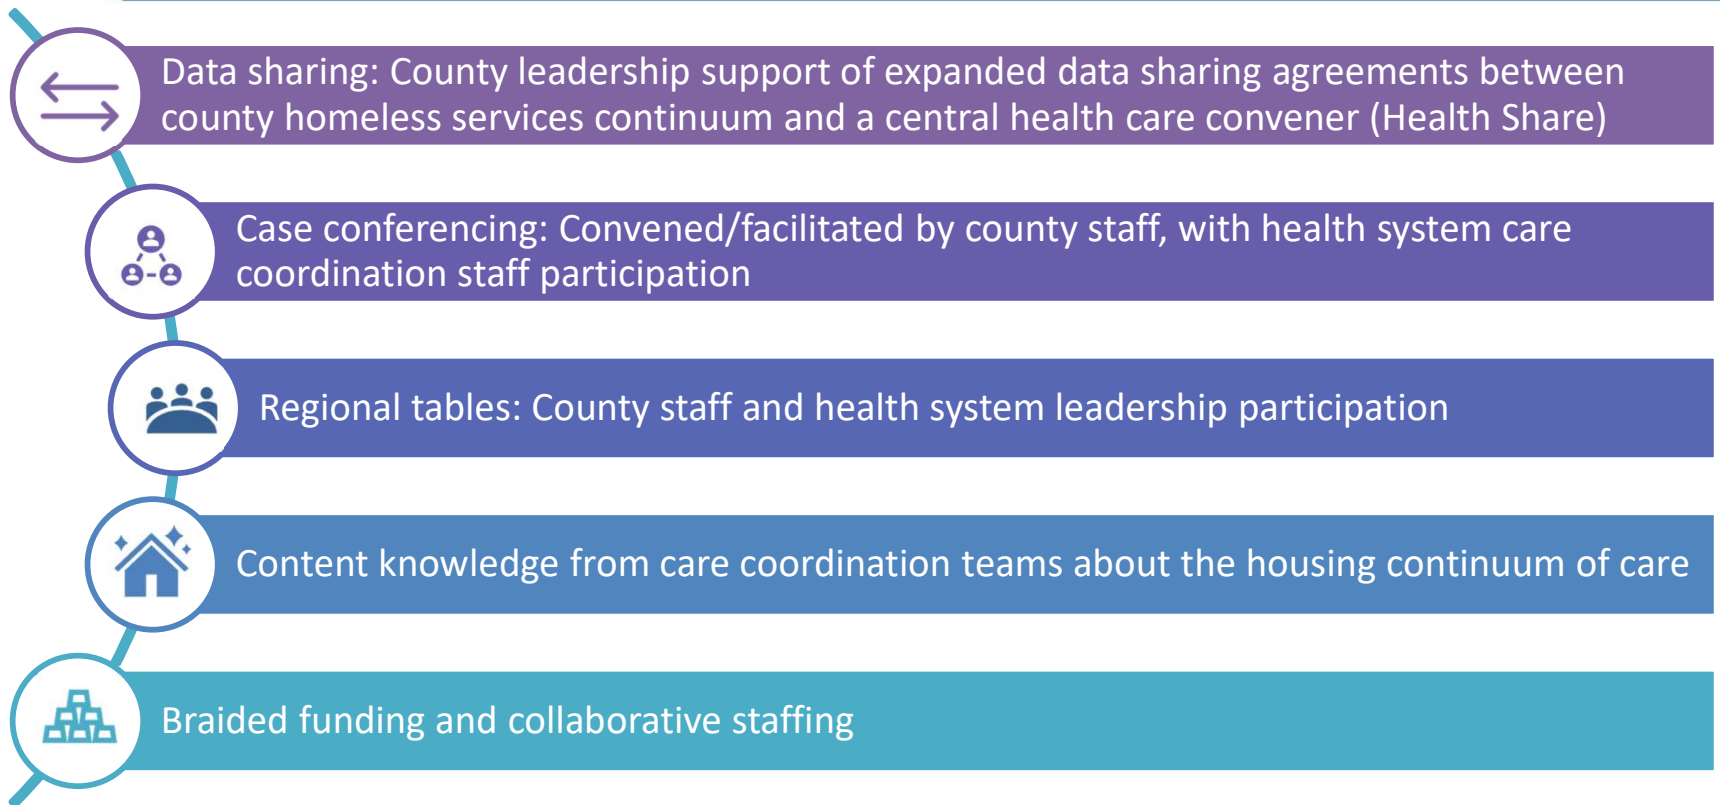 Data sharing: County leadership support of expanded data sharing agreements between
county homeless services continuum and a central health care convener (Health Share)
Case conferencing: Convened/facilitated by county staff, with health system care
coordination staff participation
Regional tables: County staff and health system leadership participation
Content knowledge from care coordination teams about the housing continuum of care
Braided funding and collaborative staffing